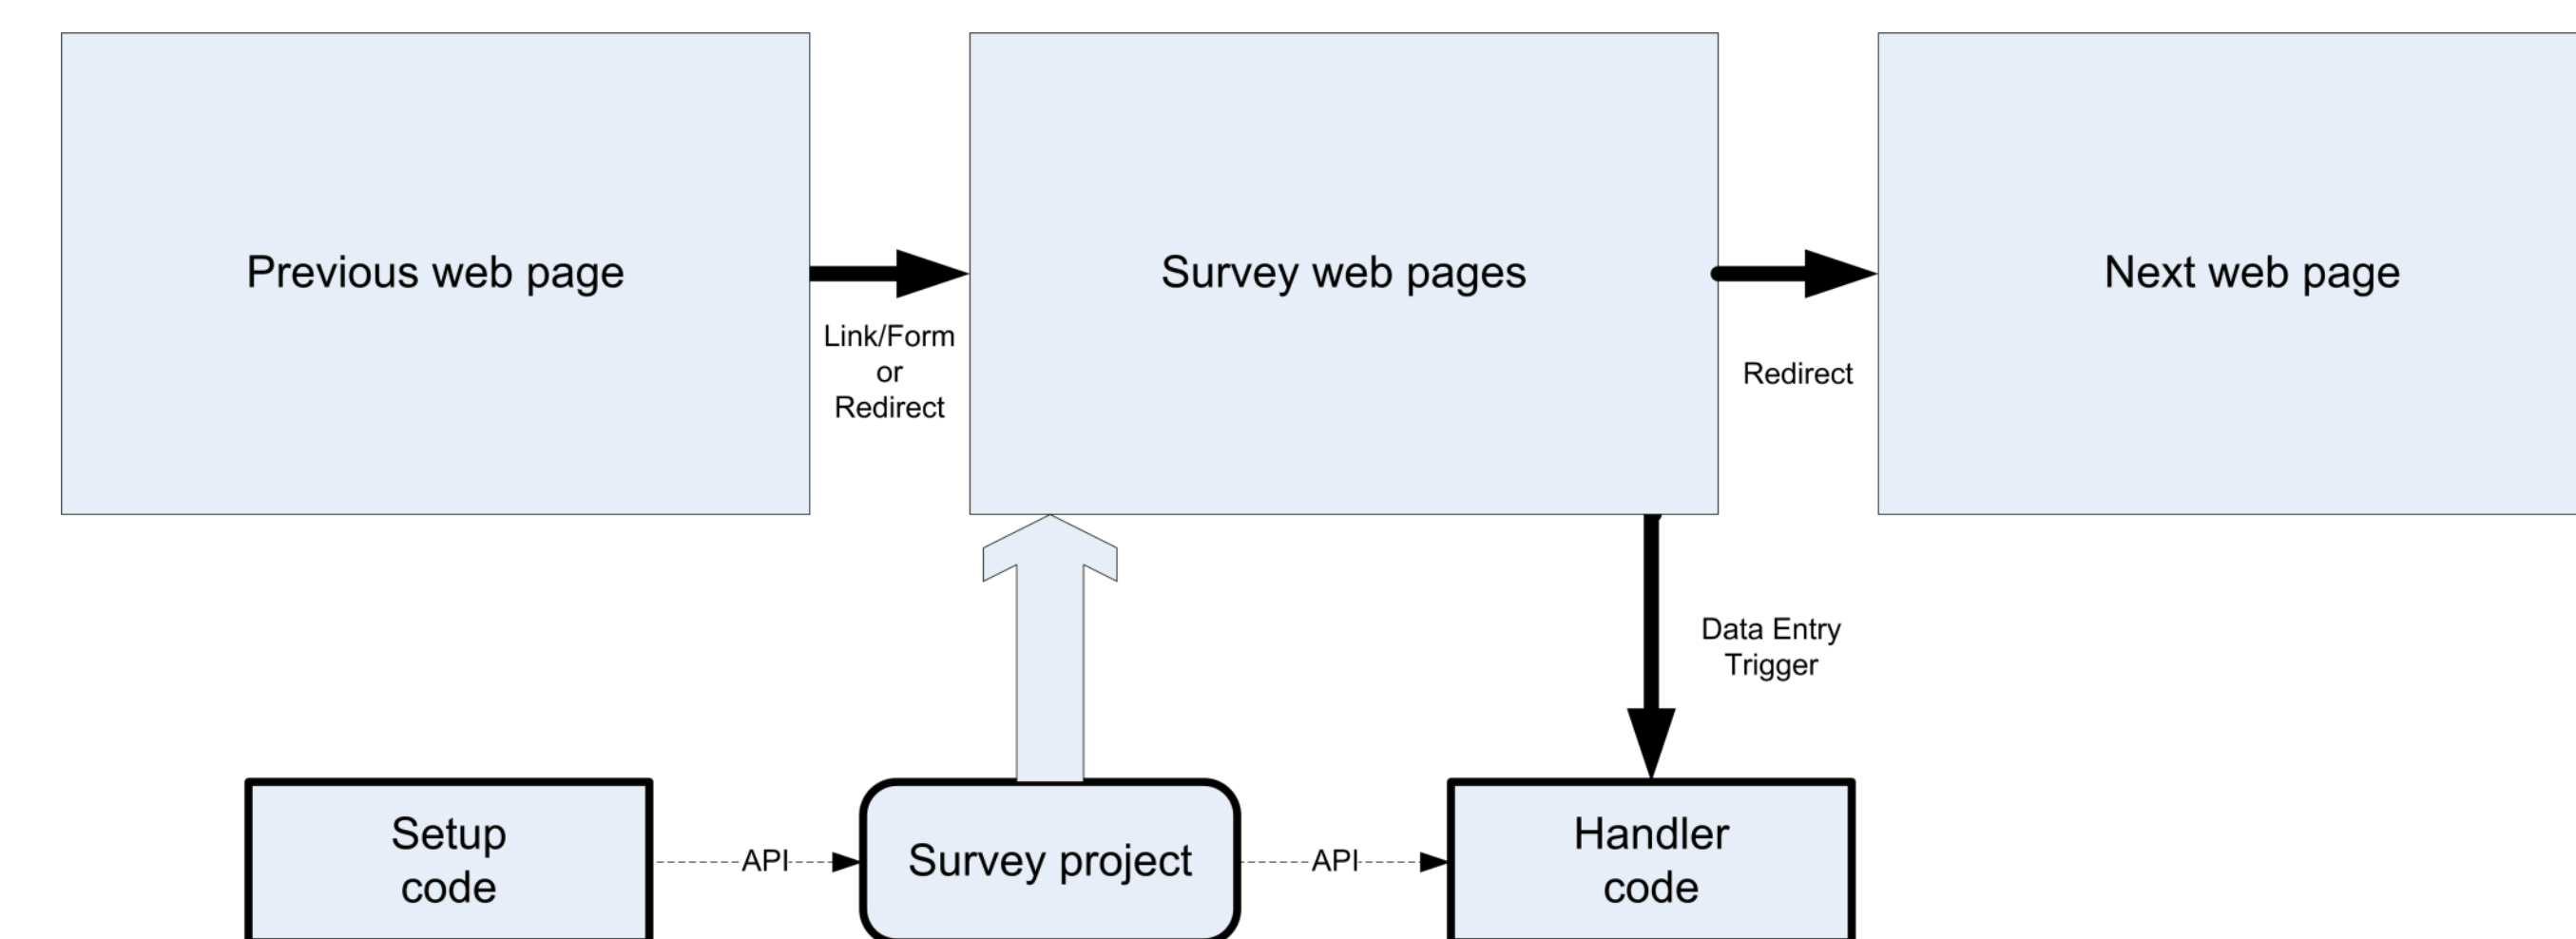 Previous web page
Link/Form
or
Redirect
Survey web pages
Redirect
Next web page
Data Entry
Trigger
Setup
code
API
Survey project
API
Handler
code